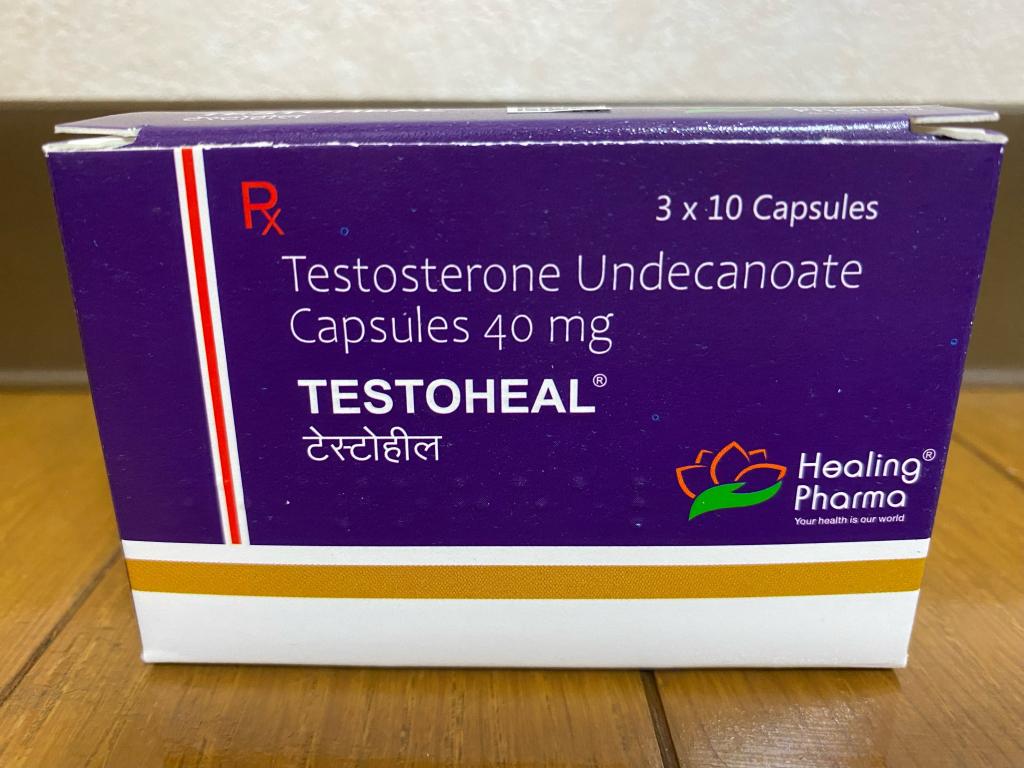 Rx
3 x 10 Capsules
Testosterone Undecanoate
Capsules 40 mg
TESTOHEAL®
टेस्टोहील
Healing®
Pharma
Your health is our world